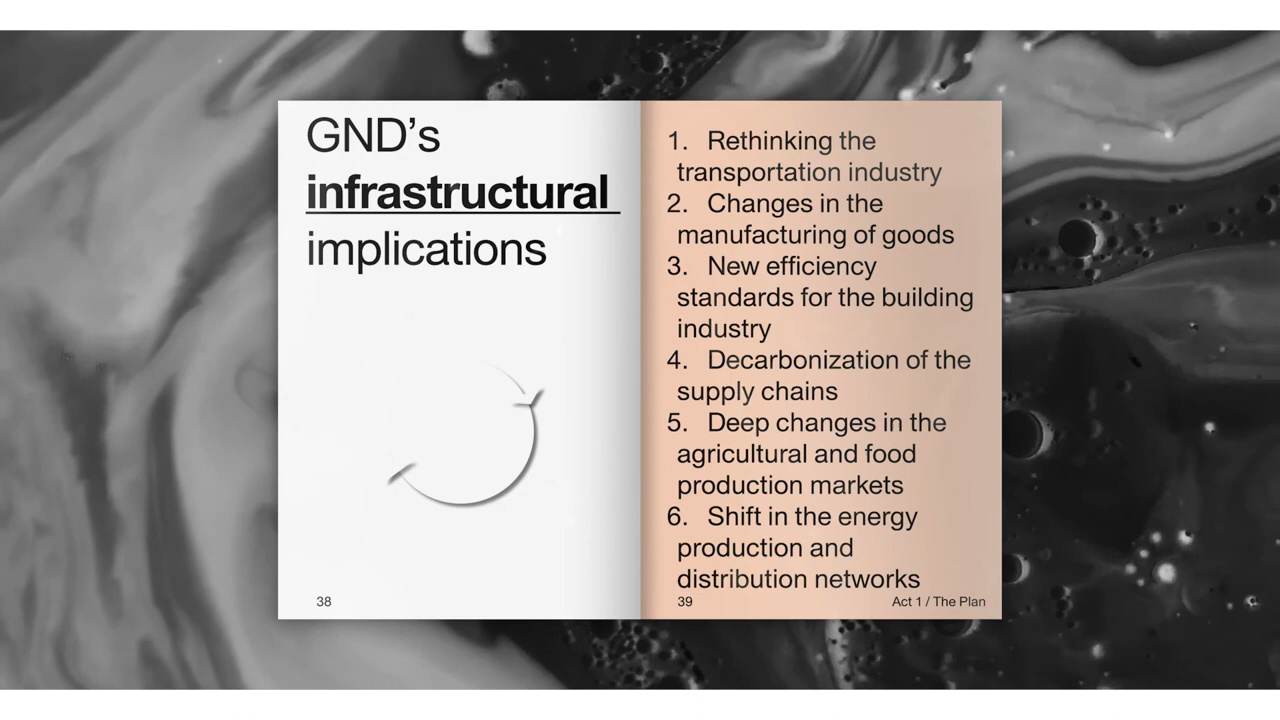 GND's
infrastructural
implications
38
1. Rethinking the
transportation industry
2. Changes in the
manufacturing of goods
3. New efficiency
standards for the building
industry
4. Decarbonization of the
supply chains
5. Deep changes in the
agricultural and food
production markets
6. Shift in the energy
production and
distribution networks
39
Act 1 / The Plan